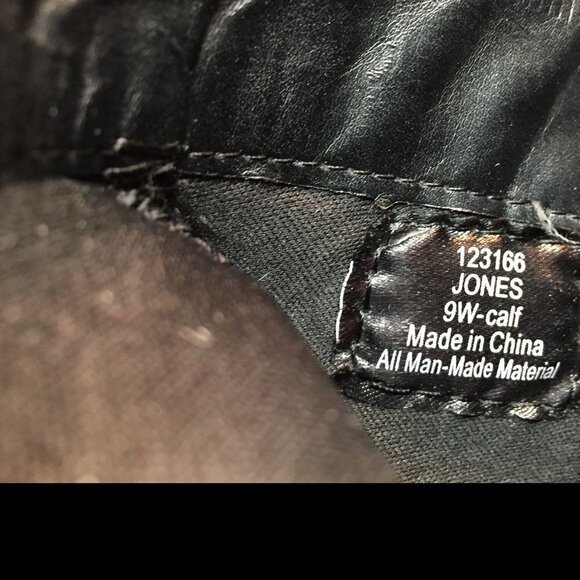 123166
JONES
9W-calf
Made in China
All Man-Made Material